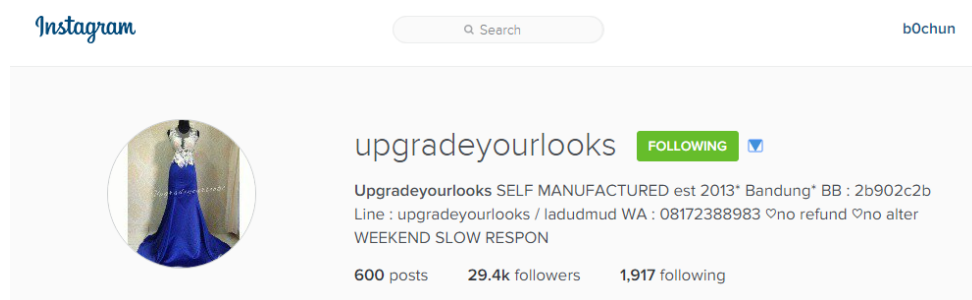 Instagram
Search
b0chun
upgradeyourlooks FOLLOWING
Upgradeyourlooks SELF MANUFACTURED est 2013* Bandung* BB : 2b902c2b
Line : upgradeyourlooks / ladudmud WA : 08172388983 ♡no refund ♡no alter
WEEKEND SLOW RESPON
600 posts 29.4k followers 1,917 following